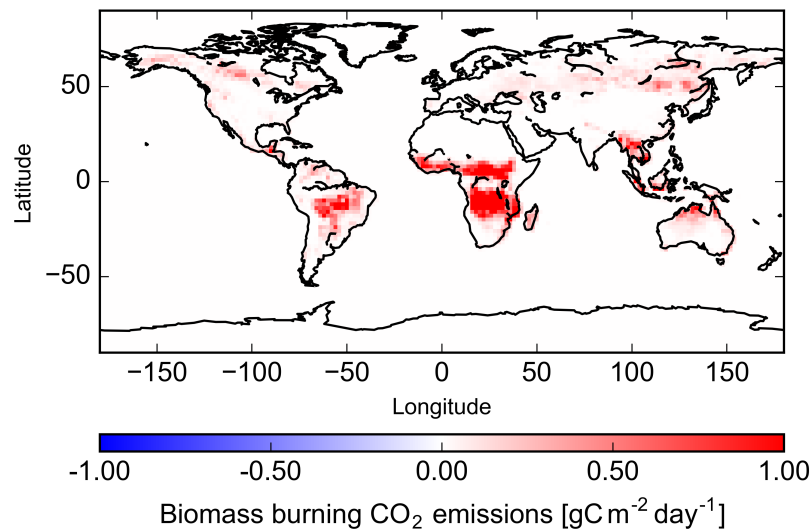 50
0
−50
Latitude
−150 −100 −50 0 50 100 150
Longitude
-1.00 -0.50 0.00 0.50 1.00
Biomass burning CO₂ emissions [gC m⁻² day⁻¹]